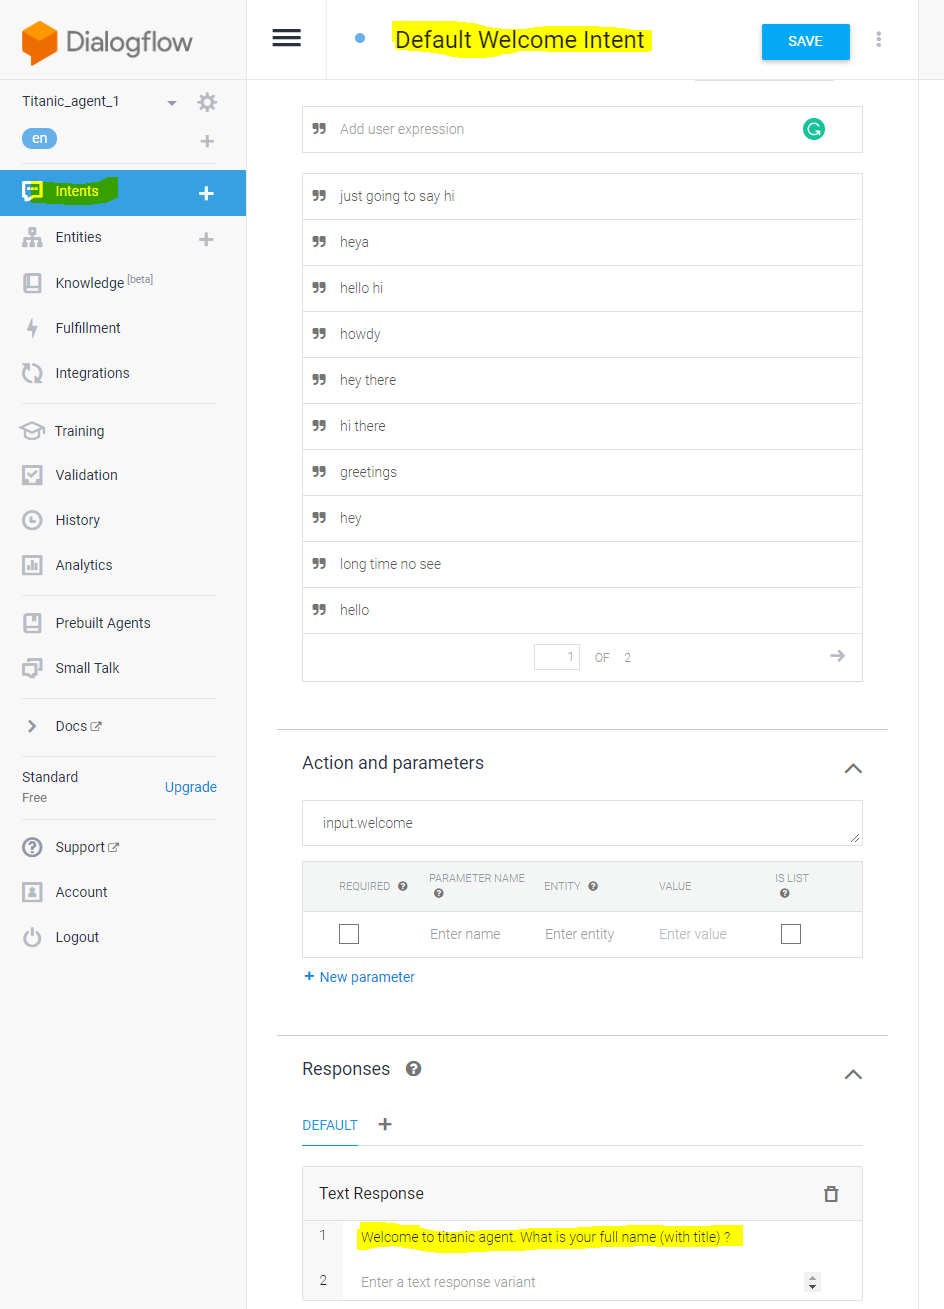 Dialogflow
Default Welcome Intent
SAVE
Titanic_agent_1
en
Intents
Entities
Knowledge [beta]
Fulfillment
Integrations
Training
Validation
History
Analytics
Prebuilt Agents
Small Talk
Docs
Standard
Free
Upgrade
Support
Account
Logout
Add user expression
just going to say hi
heya
hello hi
howdy
hey there
hi there
greetings
hey
long time no see
hello
1 OF 2
Action and parameters
input.welcome
REQUIRED PARAMETER NAME ENTITY VALUE IS LIST
Enter name Enter entity Enter value
+ New parameter
Responses
DEFAULT
Text Response
1 Welcome to titanic agent. What is your full name (with title) ?
2 Enter a text response variant